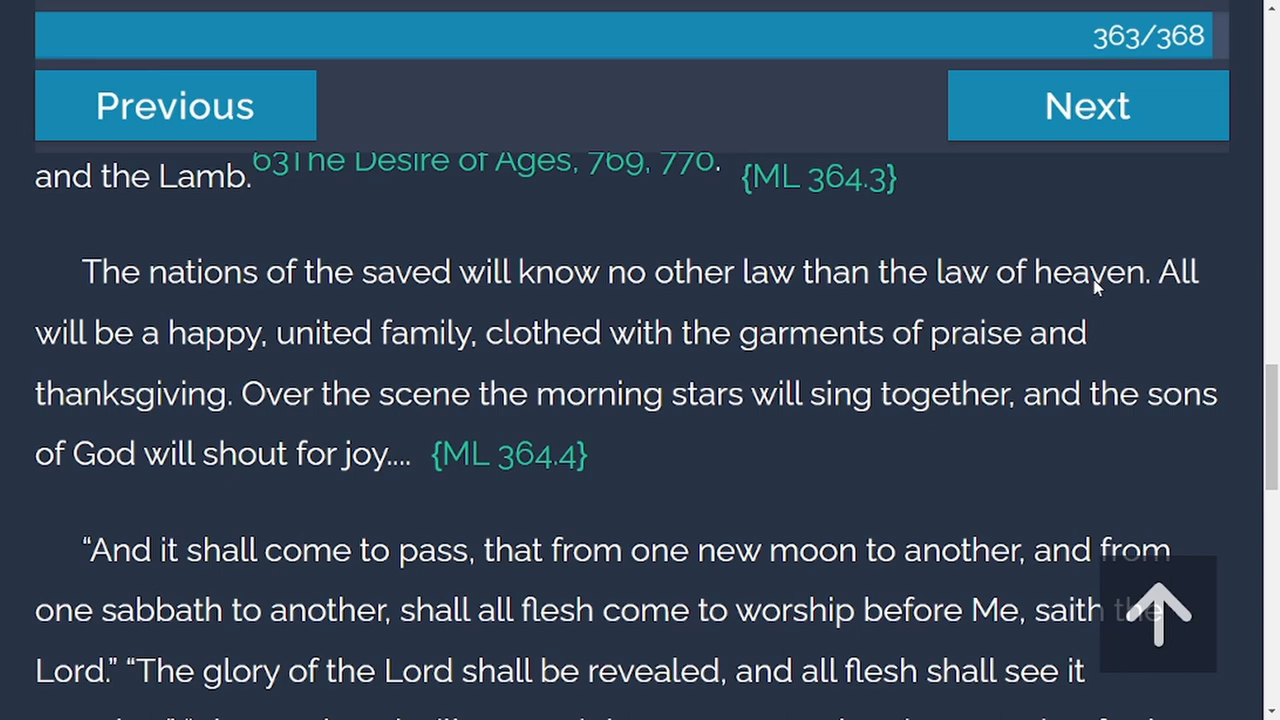 363/368
Previous
Next
and the Lamb.63The Desire of Ages, 769, 770. {ML 364.3}
The nations of the saved will know no other law than the law of heaven. All
will be a happy, united family, clothed with the garments of praise and
thanksgiving. Over the scene the morning stars will sing together, and the sons
of God will shout for joy.... {ML 364.4}
“And it shall come to pass, that from one new moon to another, and from
one sabbath to another, shall all flesh come to worship before Me, saith the
Lord.” “The glory of the Lord shall be revealed, and all flesh shall see it